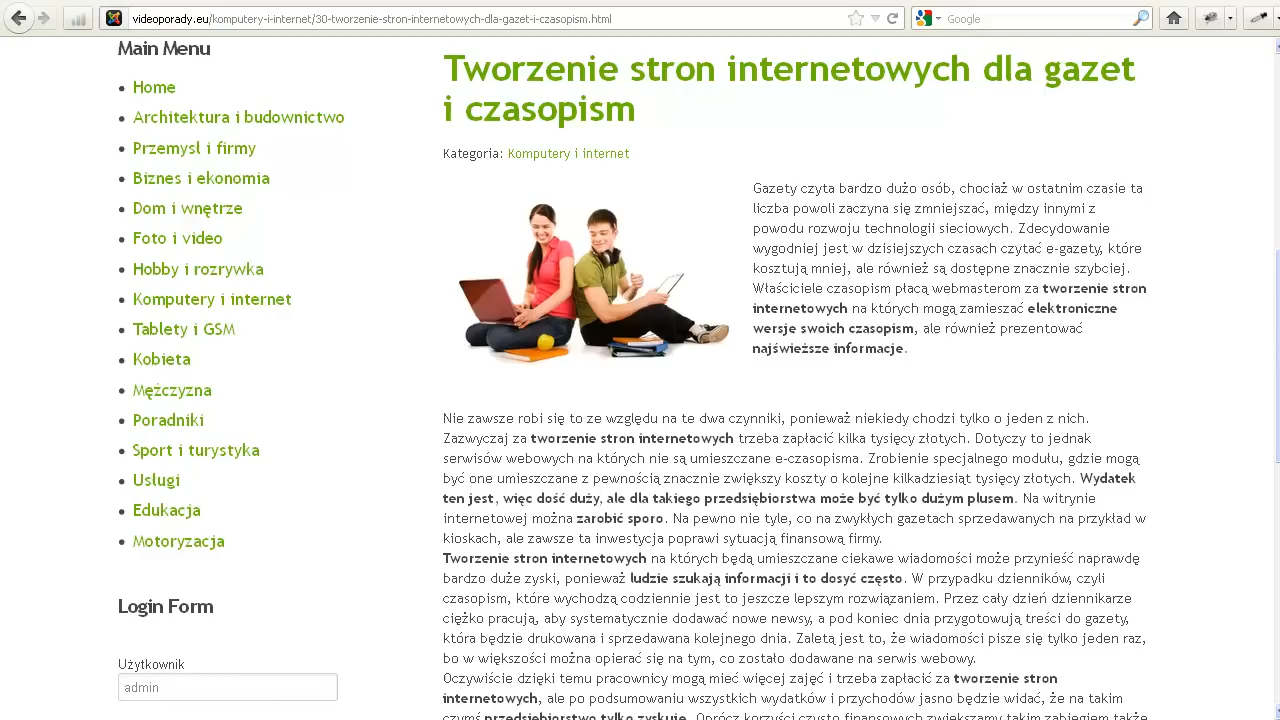 videoporady.eu/komputery-i-internet/30-tworzenie-stron-internetowych-dla-gazet-i-czasopism.html
Google
Main Menu
Home
Architektura i budownictwo
Przemysł i firmy
Biznes i ekonomia
Dom i wnętrze
Foto i video
Hobby i rozrywka
Komputery i internet
Tablety i GSM
Kobieta
Mężczyzna
Poradniki
Sport i turystyka
Usługi
Edukacja
Motoryzacja
Login Form
Użytkownik
admin
Tworzenie stron internetowych dla gazet
i czasopism
Kategoria: Komputery i internet
Gazety czyta bardzo dużo osób, chociaż w ostatnim czasie ta
liczba powoli zaczyna się zmniejszać, między innymi z
powodu rozwoju technologii sieciowych. Zdecydowanie
wygodniej jest w dzisiejszych czasach czytać e-gazety, które
kosztują mniej, ale również są dostępne znacznie szybciej.
Właściciele czasopism płacą webmasterom za tworzenie stron
internetowych na których mogą zamieszać elektroniczne
wersje swoich czasopism, ale również prezentować
najświeższe informacje.
Nie zawsze robi się to ze względu na te dwa czynniki, ponieważ niekiedy chodzi tylko o jeden z nich.
Zazwyczaj za tworzenie stron internetowych trzeba zapłacić kika tysięcy złotych. Dotyczy to jednak
serwisów webowych na których nie są umieszczane e-czasopisma. Zrobienie specjalnego modułu, gdzie mogą
być one umieszczane z pewnością znacznie zwiększy koszty o kolejne kilkadziesiąt tysięcy złotych. Wydatek
ten jest, więc dość duży, ale dla takiego przedsiębiorstwa może być tylko dużym plusem. Na witrynie
internetowej można zarobić sporo. Na pewno nie tyle, co na zwykłych gazetach sprzedawanych na przykład w
kioskach, ale zawsze ta inwestycja poprawi sytuację finansową firmy.
Tworzenie stron internetowych na których będą umieszczane ciekawe wiadomości może przynieść naprawdę
bardzo duże zyski, ponieważ ludzie szukają informacji i to dosyć często. W przypadku dzienników, czyli
czasopism, które wychodzą codziennie jest to jeszcze lepszym rozwiązaniem. Przez cały dzień dziennikarze
ciężko pracują, aby systematycznie dodawać nowe newsy, a pod koniec dnia przygotowują treści do gazety,
która będzie drukowana i sprzedawana kolejnego dnia. Zaletą jest to, że wiadomości pisze się tylko jeden raz,
bo w większości można opierać się na tym, co zostało dodawane na serwis webowy.
Oczywiście dzięki temu pracownicy mogą mieć więcej zajęć i trzeba zapłacić za tworzenie stron
internetowych, ale po podsumowaniu wszystkich wydatków i przychodów jasno będzie widać, że na takim
czymś przedsiębiorstwo tylko zyskuje. Oprócz korzyści czysto finansowych zwiększamy takim zabiegiem także